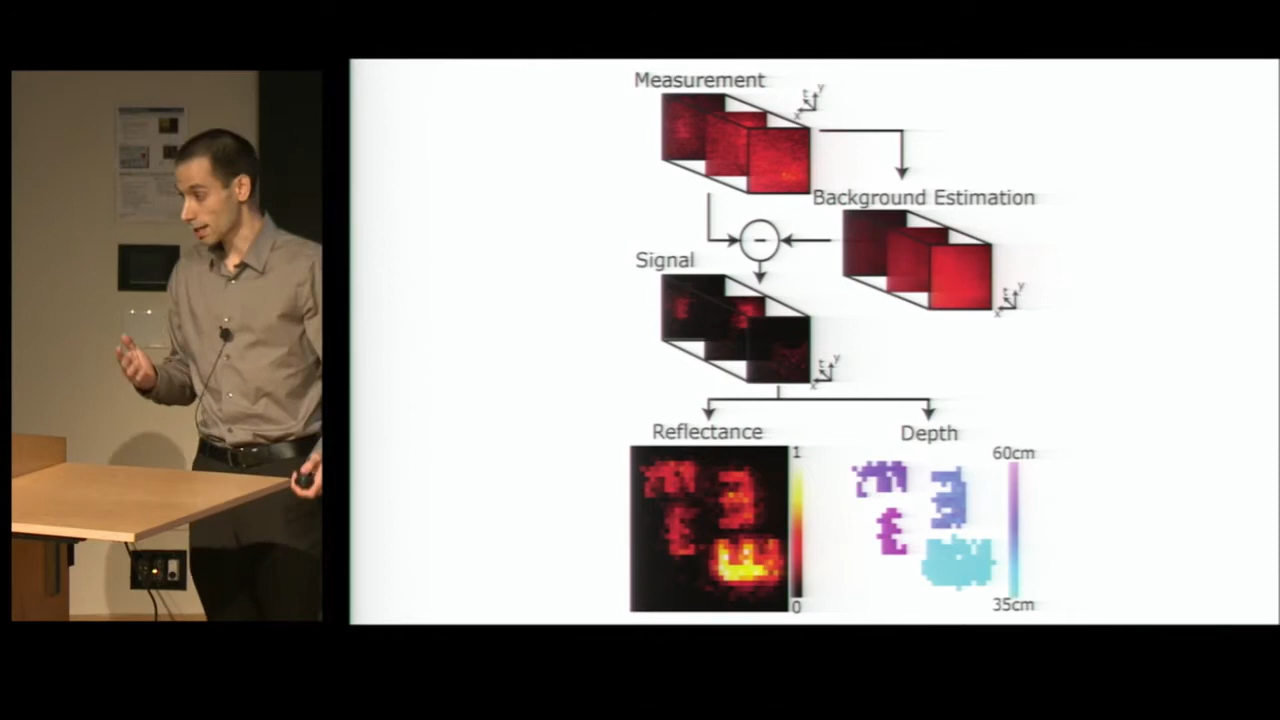 Measurement
t y
x
Background Estimation
-
Signal
t y
x
t y
x
Reflectance
Depth
1
60cm
0
35cm